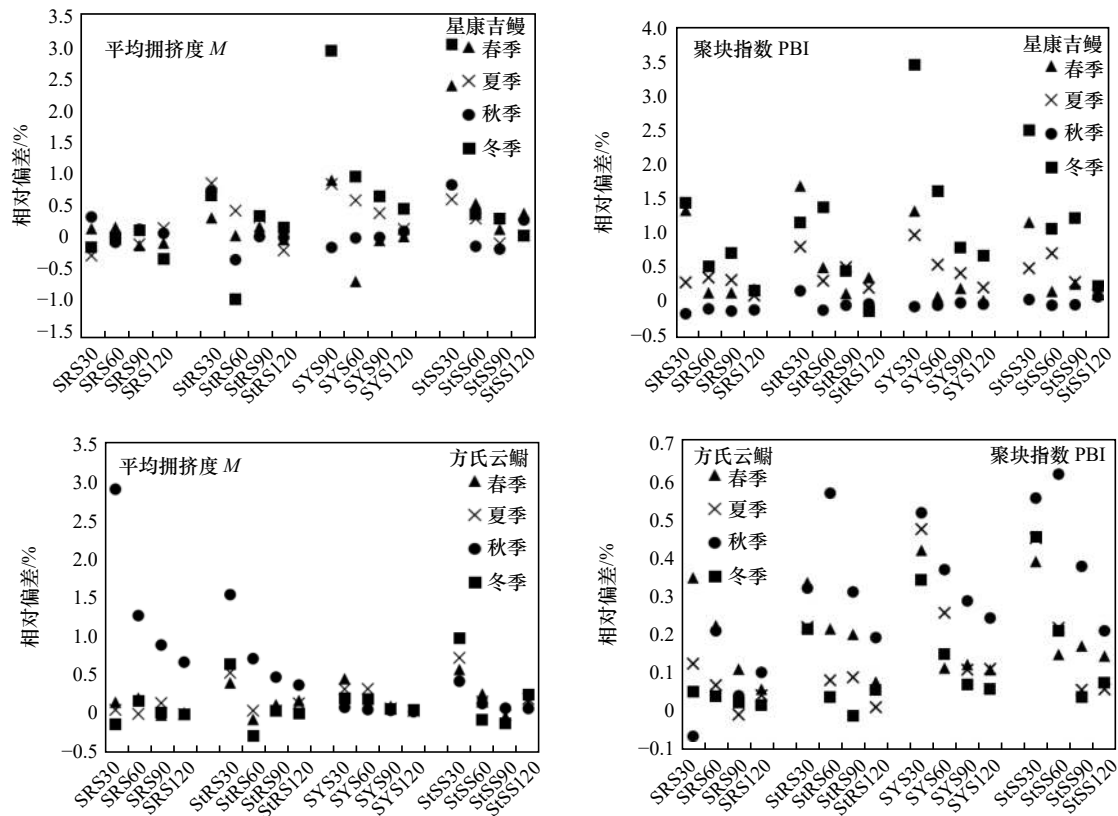 平均拥挤度 M
星康吉鳗
春季
夏季
秋季
冬季
相对偏差/%
3.5
3.0
2.5
2.0
1.5
1.0
0.5
0
−0.5
−1.0
−1.5
SRS30
SRS60
SRS90
SRS120
StRS30
StRS60
StRS90
StRS120
SYS90
SYS60
SYS90
SYS120
StSS30
StSS60
StSS90
StSS120
聚块指数 PBI
星康吉鳗
春季
夏季
秋季
冬季
相对偏差/%
4.0
3.5
3.0
2.5
2.0
1.5
1.0
0.5
0
−0.5
SRS30
SRS60
SRS90
SRS120
StRS30
StRS60
StRS90
StRS120
SYS30
SYS60
SYS90
SYS120
StSS30
StSS60
StSS90
StSS120
平均拥挤度 M
方氏云鳚
春季
夏季
秋季
冬季
相对偏差/%
3.5
3.0
2.5
2.0
1.5
1.0
0.5
0
−0.5
SRS30
SRS60
SRS90
SRS120
StRS30
StRS60
StRS90
StRS120
SYS30
SYS60
SYS90
SYS120
StSS30
StSS60
StSS90
StSS120
方氏云鳚
聚块指数 PBI
春季
夏季
秋季
冬季
相对偏差/%
0.7
0.6
0.5
0.4
0.3
0.2
0.1
0
−0.1
SRS30
SRS60
SRS90
SRS120
StRS30
StRS60
StRS90
StRS120
SYS30
SYS60
SYS90
SYS120
StSS30
StSS60
StSS90
StSS120